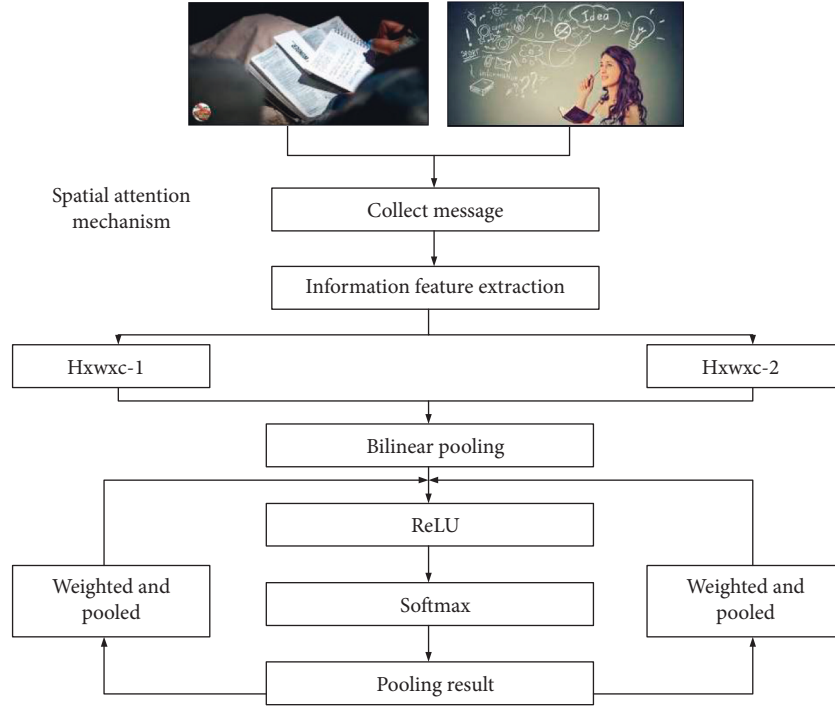 Idea
information
Spatial attention
mechanism
Collect message
Information feature extraction
Hxwxc-1
Hxwxc-2
Bilinear pooling
ReLU
Weighted and
pooled
Softmax
Weighted and
pooled
Pooling result